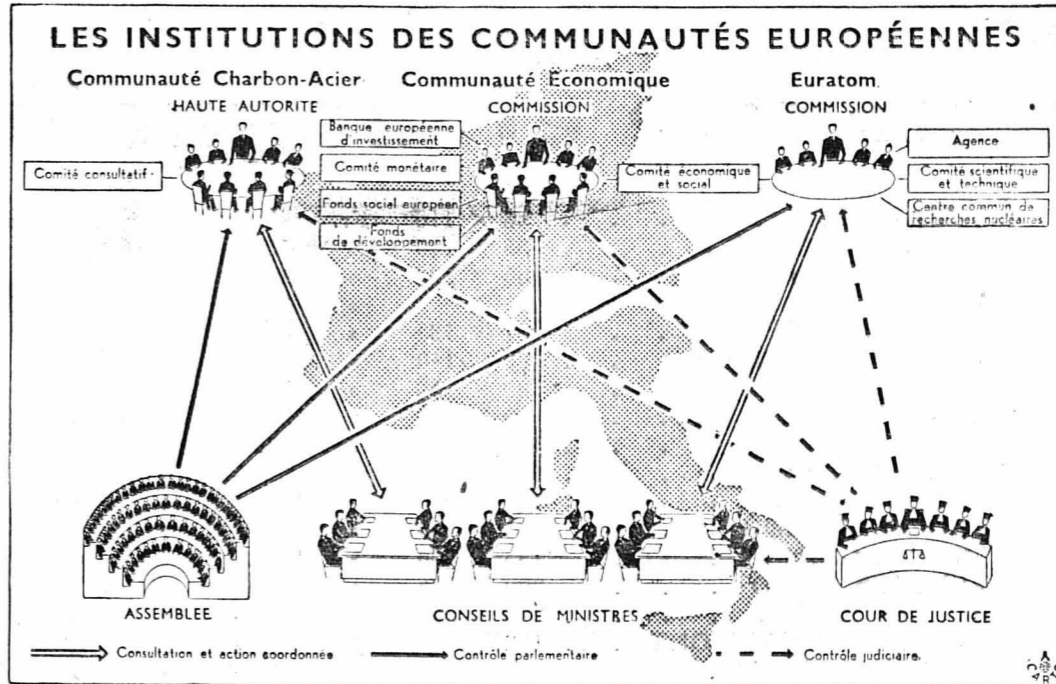 LES INSTITUTIONS DES COMMUNAUTÉS EUROPÉENNES
Communauté Charbon-Acier
HAUTE AUTORITE
Communauté Économique
COMMISSION
Euratom
COMMISSION
Comité consultatif
Banque européenne
d'investissement
Comité monétaire
Fonds social européen
Fonds
de développement
Comité économique
et social
Agence
Comité scientifique
et technique
Centre commun de
recherches nucléaires
ASSEMBLEE
CONSEILS DE MINISTRES
COUR DE JUSTICE
Consultation et action coordonnée
Contrôle parlementaire
Contrôle judiciaire